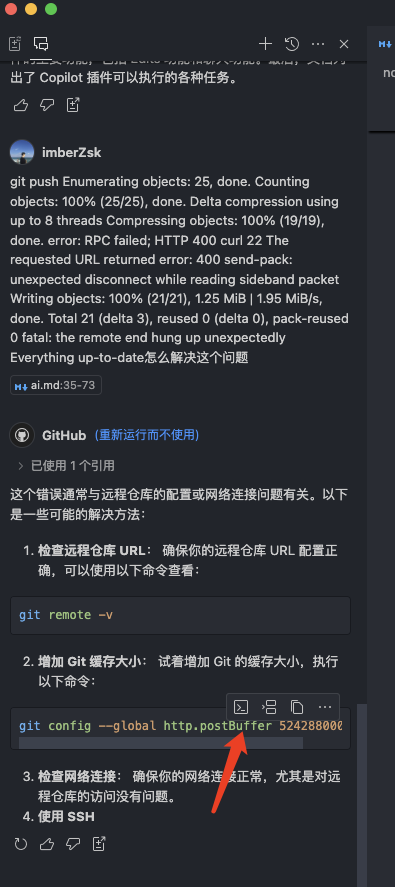 出了 Copilot 插件可以执行的各种任务。
no
imberZsk
git push Enumerating objects: 25, done. Counting
objects: 100% (25/25), done. Delta compression using
up to 8 threads Compressing objects: 100% (19/19),
done. error: RPC failed; HTTP 400 curl 22 The
requested URL returned error: 400 send-pack:
unexpected disconnect while reading sideband packet
Writing objects: 100% (21/21), 1.25 MiB | 1.95 MiB/s,
done. Total 21 (delta 3), reused 0 (delta 0), pack-reused
0 fatal: the remote end hung up unexpectedly
Everything up-to-date怎么解决这个问题
ai.md:35-73
GitHub (重新运行而不使用)
已使用 1 个引用
这个错误通常与远程仓库的配置或网络连接问题有关。以下
是一些可能的解决方法：
1. 检查远程仓库 URL： 确保你的远程仓库 URL 配置正
确，可以使用以下命令查看：
git remote -v
2. 增加 Git 缓存大小： 试着增加 Git 的缓存大小，执行
以下命令：
git config --global http.postBuffer 524288000
3. 检查网络连接： 确保你的网络连接正常，尤其是对远
程仓库的访问没有问题。
4. 使用 SSH